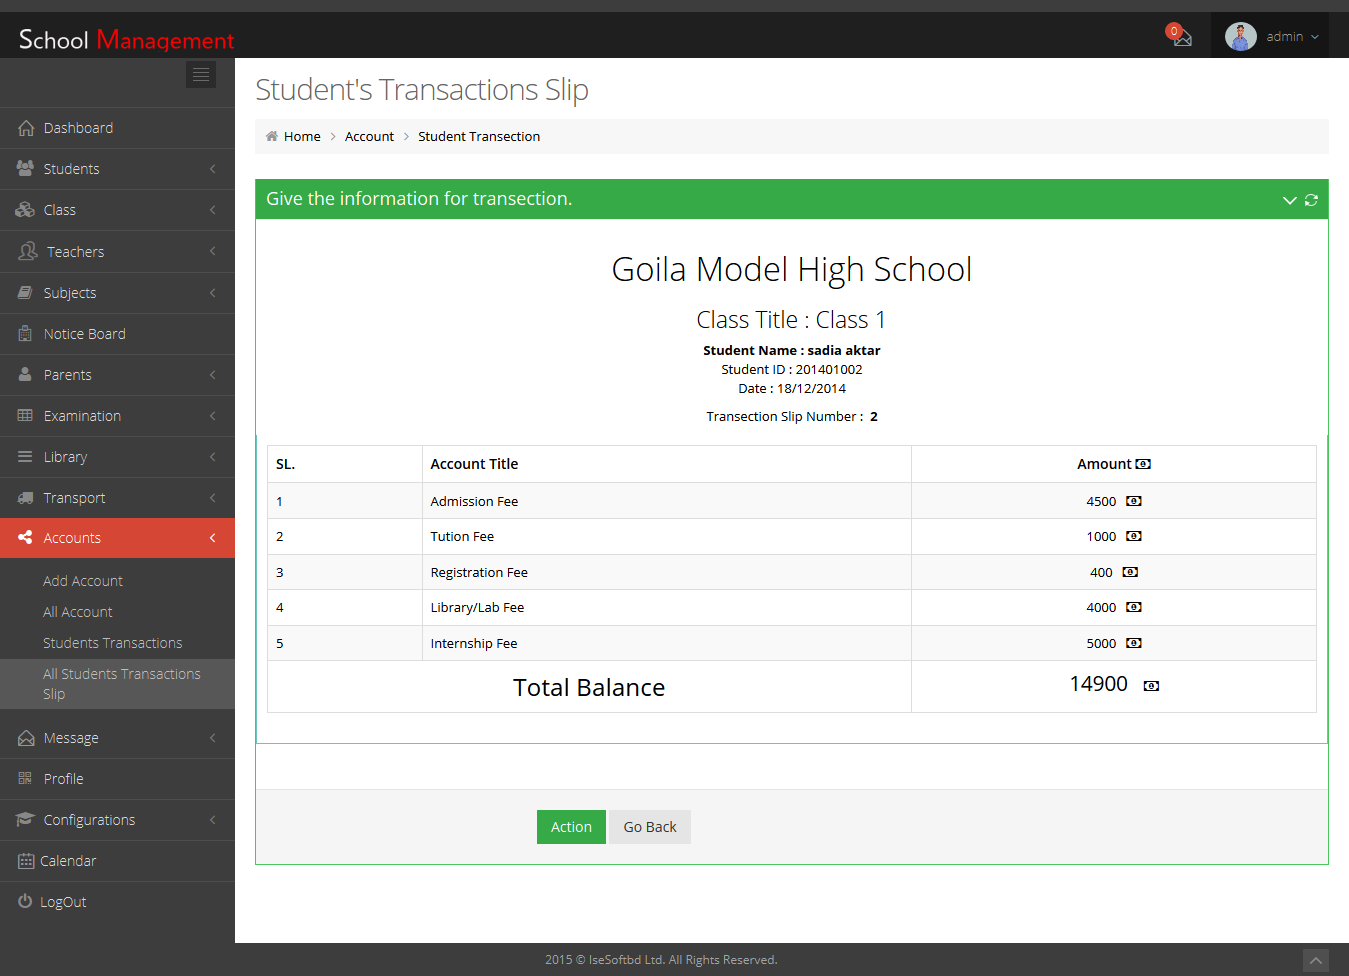 School Management
0
admin
Student's Transactions Slip
Home > Account > Student Transection
Dashboard
Students
Class
Teachers
Subjects
Notice Board
Parents
Examination
Library
Transport
Accounts
Add Account
All Account
Students Transactions
All Students Transactions
Slip
Message
Profile
Configurations
Calendar
LogOut
Give the information for transection.
Goila Model High School
Class Title : Class 1
Student Name : sadia aktar
Student ID : 201401002
Date : 18/12/2014
Transection Slip Number : 2
SL. Account Title Amount
1 Admission Fee 4500
2 Tution Fee 1000
3 Registration Fee 400
4 Library/Lab Fee 4000
5 Internship Fee 5000
Total Balance 14900
Action Go Back
2015 © IseSoftbd Ltd. All Rights Reserved.